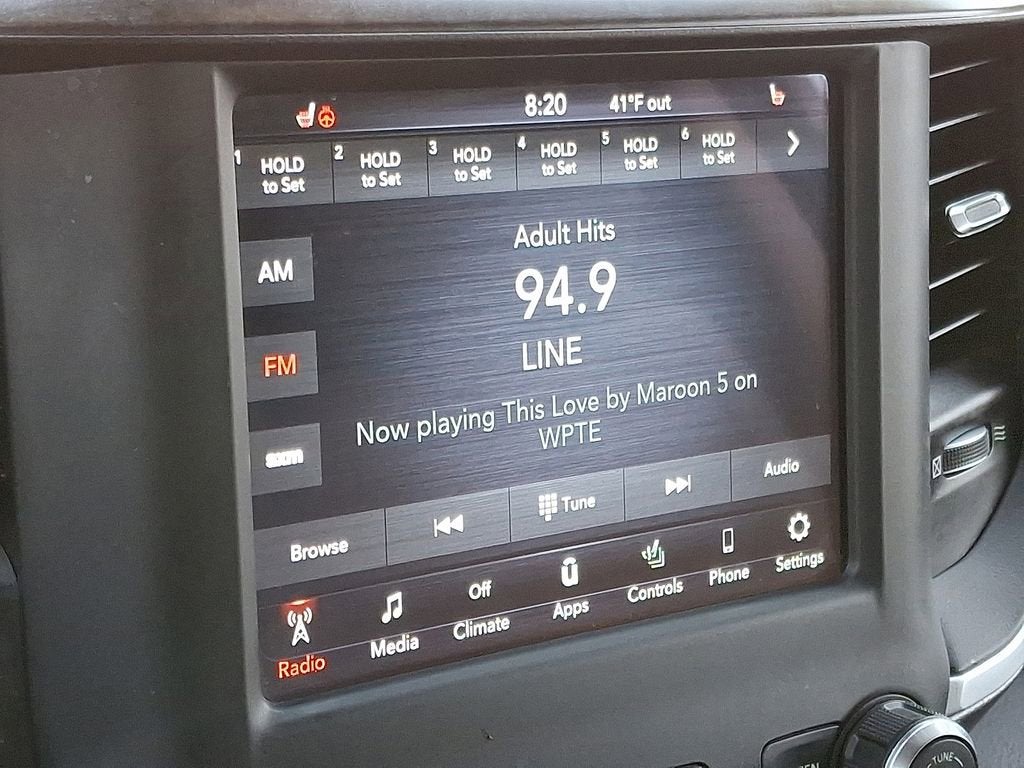 8:20 41°F out
1 HOLD to Set
2 HOLD to Set
3 HOLD to Set
4 HOLD to Set
5 HOLD to Set
6 HOLD to Set
Adult Hits
AM
94.9
FM
LINE
Now playing This Love by Maroon 5 on
WPTE
sxm
Browse
Tune
Audio
Radio
Media
Off
Climate
Apps
Controls
Phone
Settings
TUNE